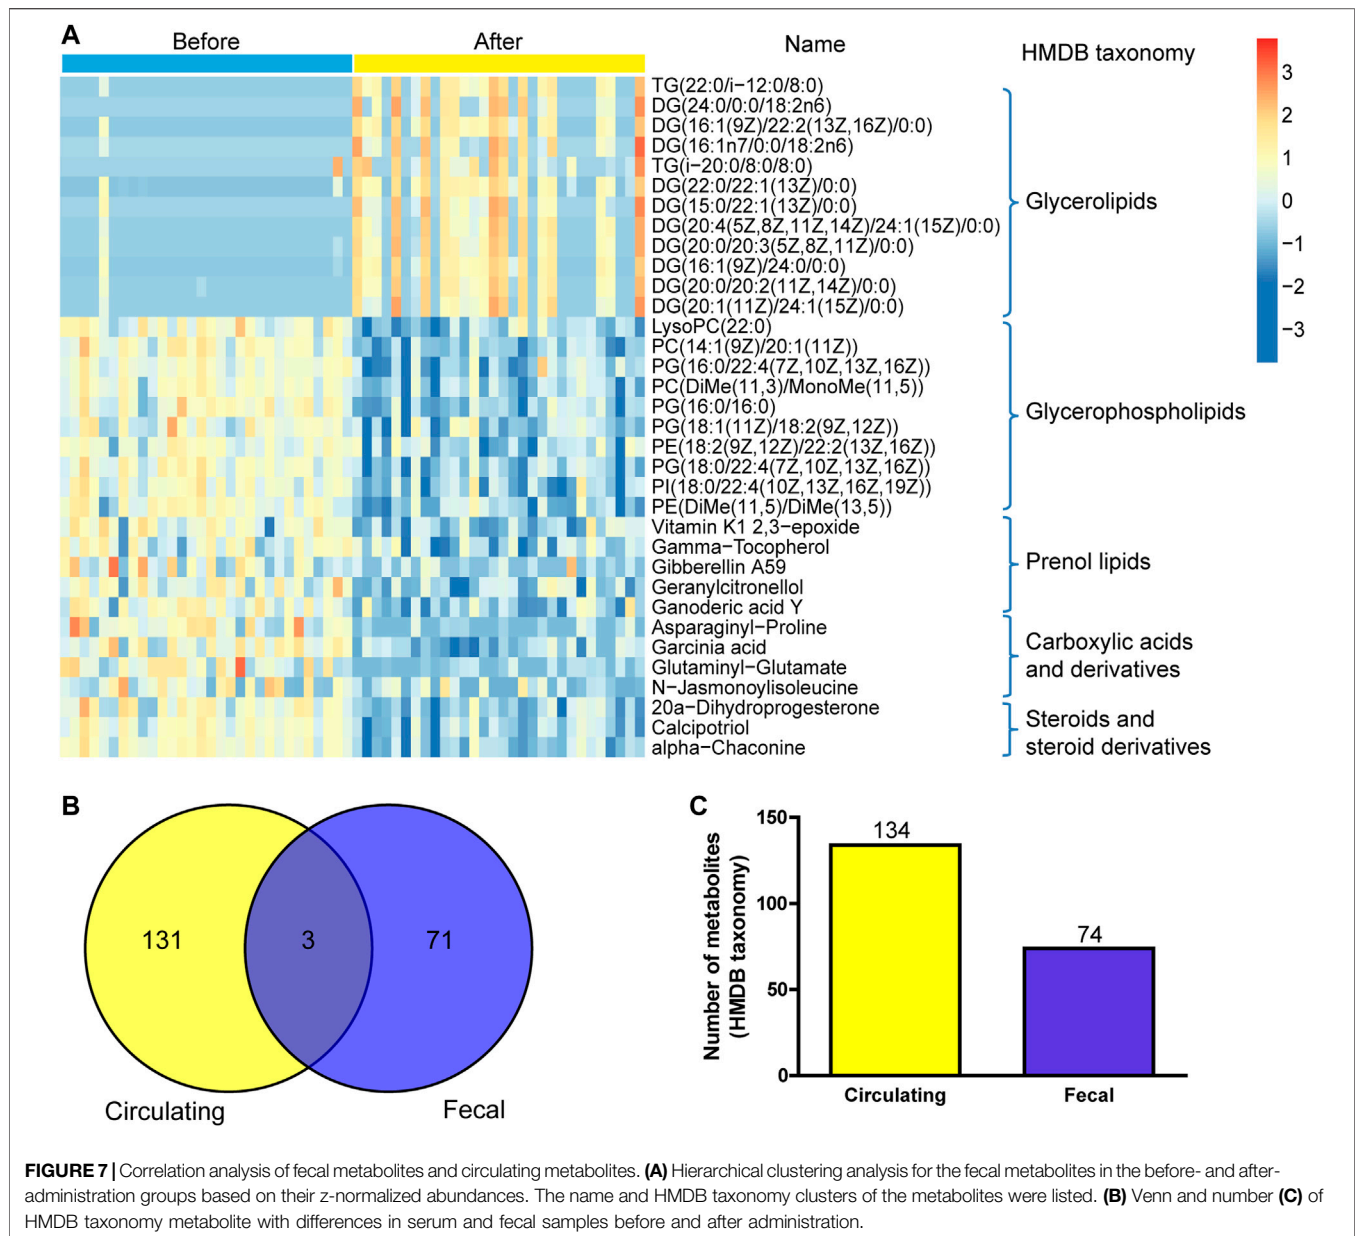 A
Before
After
Name
HMDB taxonomy
TG(22:0/i−12:0/8:0)
DG(24:0/0:0/18:2n6)
DG(16:1(9Z)/22:2(13Z,16Z)/0:0)
DG(16:1n7/0:0/18:2n6)
TG(i−20:0/8:0/8:0)
DG(22:0/22:1(13Z)/0:0)
DG(15:0/22:1(13Z)/0:0)
DG(20:4(5Z,8Z,11Z,14Z)/24:1(15Z)/0:0)
DG(20:0/20:3(5Z,8Z,11Z)/0:0)
DG(16:1(9Z)/24:0/0:0)
DG(20:0/20:2(11Z,14Z)/0:0)
DG(20:1(11Z)/24:1(15Z)/0:0)
LysoPC(22:0)
PC(14:1(9Z)/20:1(11Z))
PG(16:0/22:4(7Z,10Z,13Z,16Z))
PC(DiMe(11,3)/MonoMe(11,5))
PG(16:0/16:0)
PG(18:1(11Z)/18:2(9Z,12Z))
PE(18:2(9Z,12Z)/22:2(13Z,16Z))
PG(18:0/22:4(7Z,10Z,13Z,16Z))
PI(18:0/22:4(10Z,13Z,16Z,19Z))
PE(DiMe(11,5)/DiMe(13,5))
Vitamin K1 2,3−epoxide
Gamma−Tocopherol
Gibberellin A59
Geranylcitronellol
Ganoderic acid Y
Asparaginyl−Proline
Garcinia acid
Glutaminyl−Glutamate
N−Jasmonoylisoleucine
20a−Dihydroprogesterone
Calcipotriol
alpha−Chaconine
Glycerolipids
Glycerophospholipids
Prenol lipids
Carboxylic acids
and derivatives
Steroids and
steroid derivatives
3
2
1
0
−1
−2
−3
B
131
3
71
Circulating
Fecal
C
Number of metabolites
(HMDB taxonomy)
150
100
50
0
134
74
Circulating
Fecal
FIGURE 7 | Correlation analysis of fecal metabolites and circulating metabolites. (A) Hierarchical clustering analysis for the fecal metabolites in the before- and after-
administration groups based on their z-normalized abundances. The name and HMDB taxonomy clusters of the metabolites were listed. (B) Venn and number (C) of
HMDB taxonomy metabolite with differences in serum and fecal samples before and after administration.